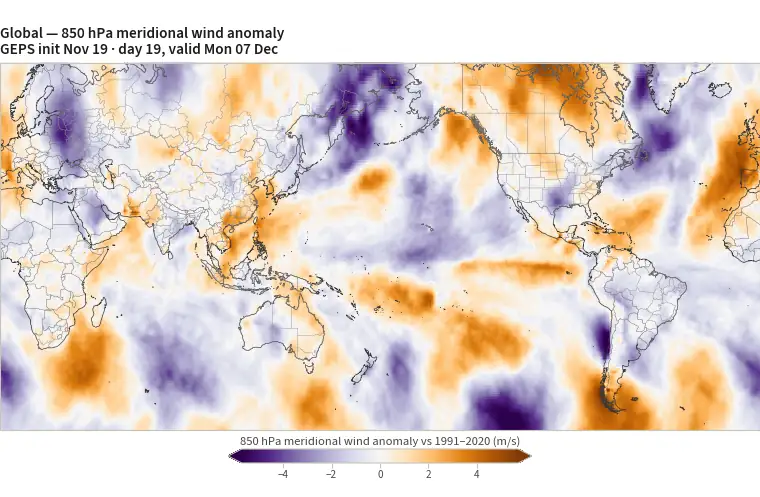 Global — 850 hPa meridional wind anomaly
GEPS init Nov 19 · day 19, valid Mon 07 Dec
850 hPa meridional wind anomaly vs 1991–2020 (m/s)
−4 −2 0 2 4